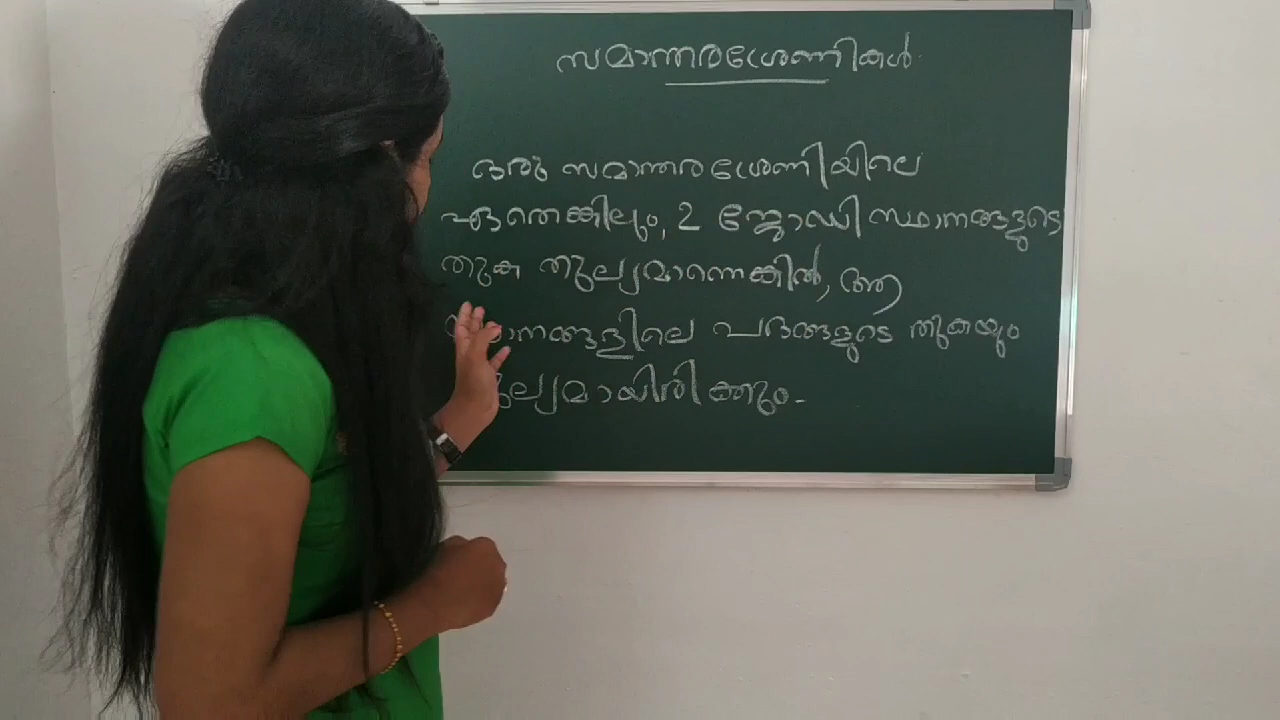 സമാന്തരശ്രേണികൾ
ഒരു സമാന്തരശ്രേണിയിലെ
ഏതെങ്കിലും, 2 ജോഡി സ്ഥാനങ്ങളുടെ
തുക തുല്യമാണെങ്കിൽ, ആ
പദങ്ങളുടെ തുകയും